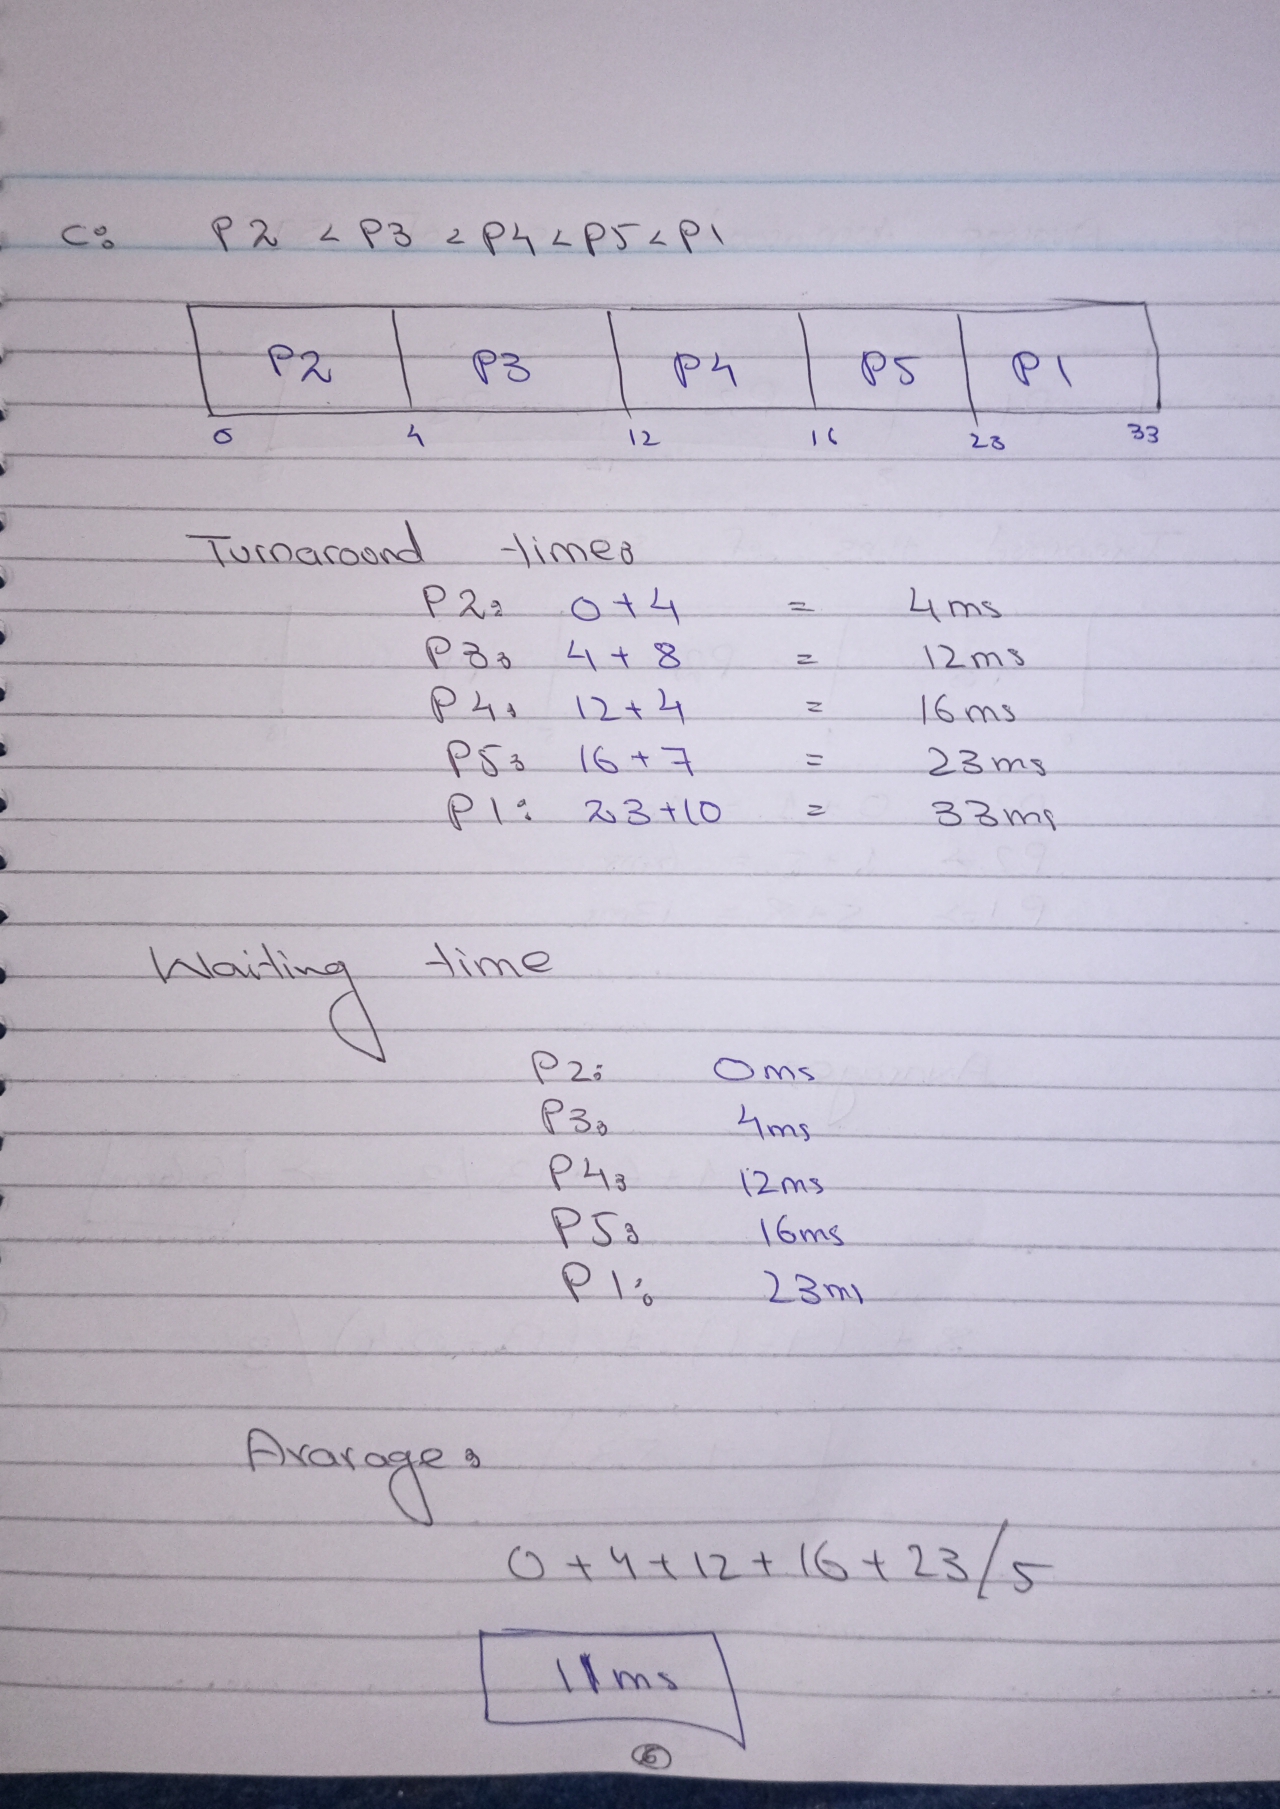 C: P2 < P3 < P4 < P5 < P1
P2 P3 P4 P5 P1
0 4 12 16 23 33
Turnaround time:
P2: 0+4 = 4ms
P3: 4+8 = 12ms
P4: 12+4 = 16ms
P5: 16+7 = 23ms
P1: 23+10 = 33ms
Waiting time
P2: 0ms
P3: 4ms
P4: 12ms
P5: 16ms
P1: 23ms
Avarage:
0+4+12+16+23/5
11ms
6